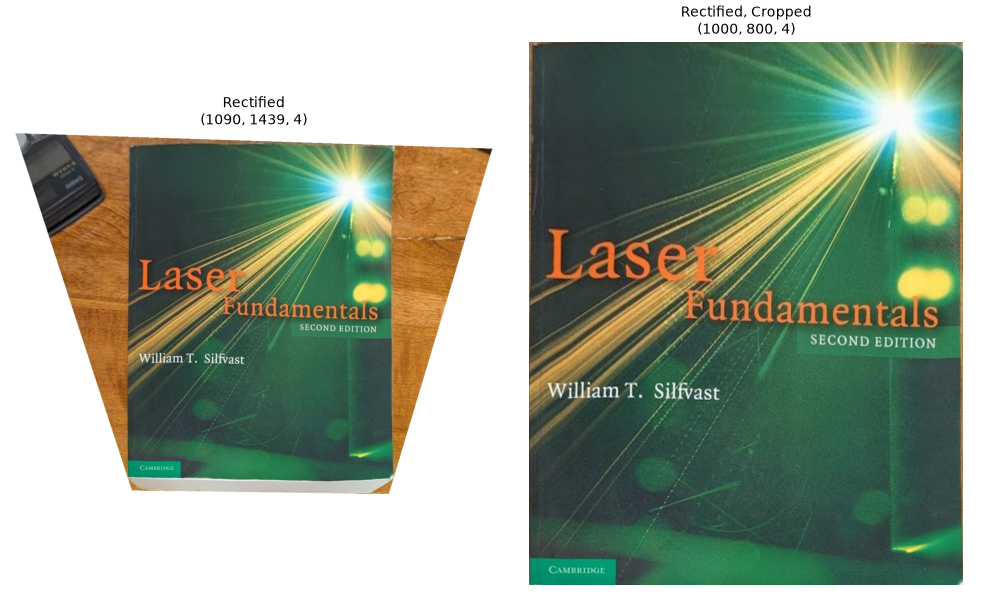 Rectified
(1090, 1439, 4)
Laser
Fundamentals
SECOND EDITION
William T. Silfvast
CAMBRIDGE
Rectified, Cropped
(1000, 800, 4)
Laser
Fundamentals
SECOND EDITION
William T. Silfvast
CAMBRIDGE